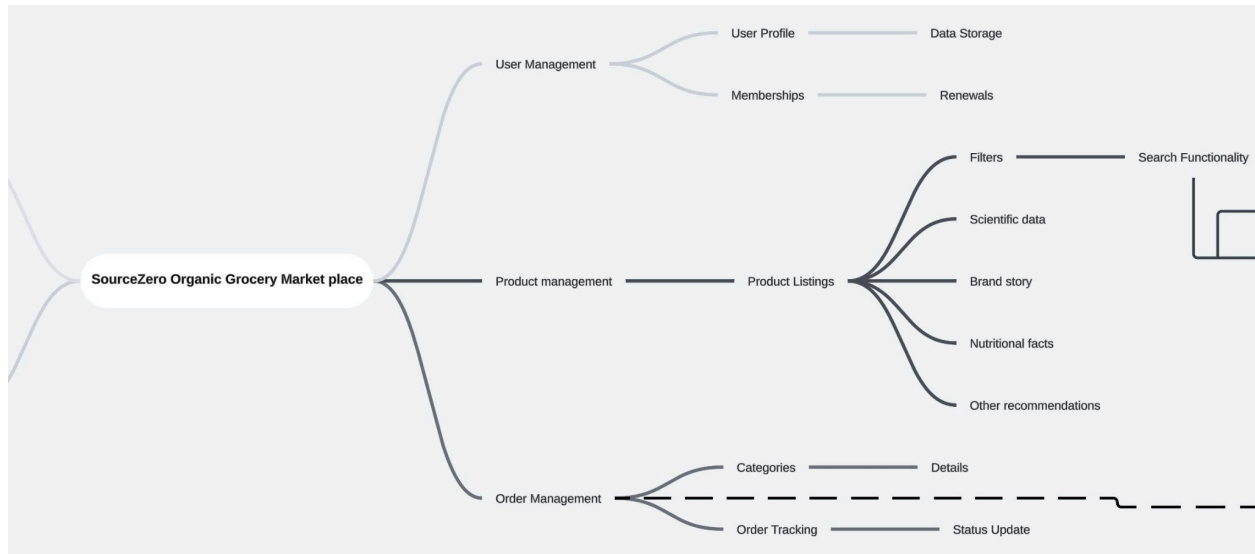 User Profile
Data Storage
User Management
Memberships
Renewals
Filters
Search Functionality
Scientific data
SourceZero Organic Grocery Market place
Product management
Product Listings
Brand story
Nutritional facts
Other recommendations
Categories
Details
Order Management
Order Tracking
Status Update